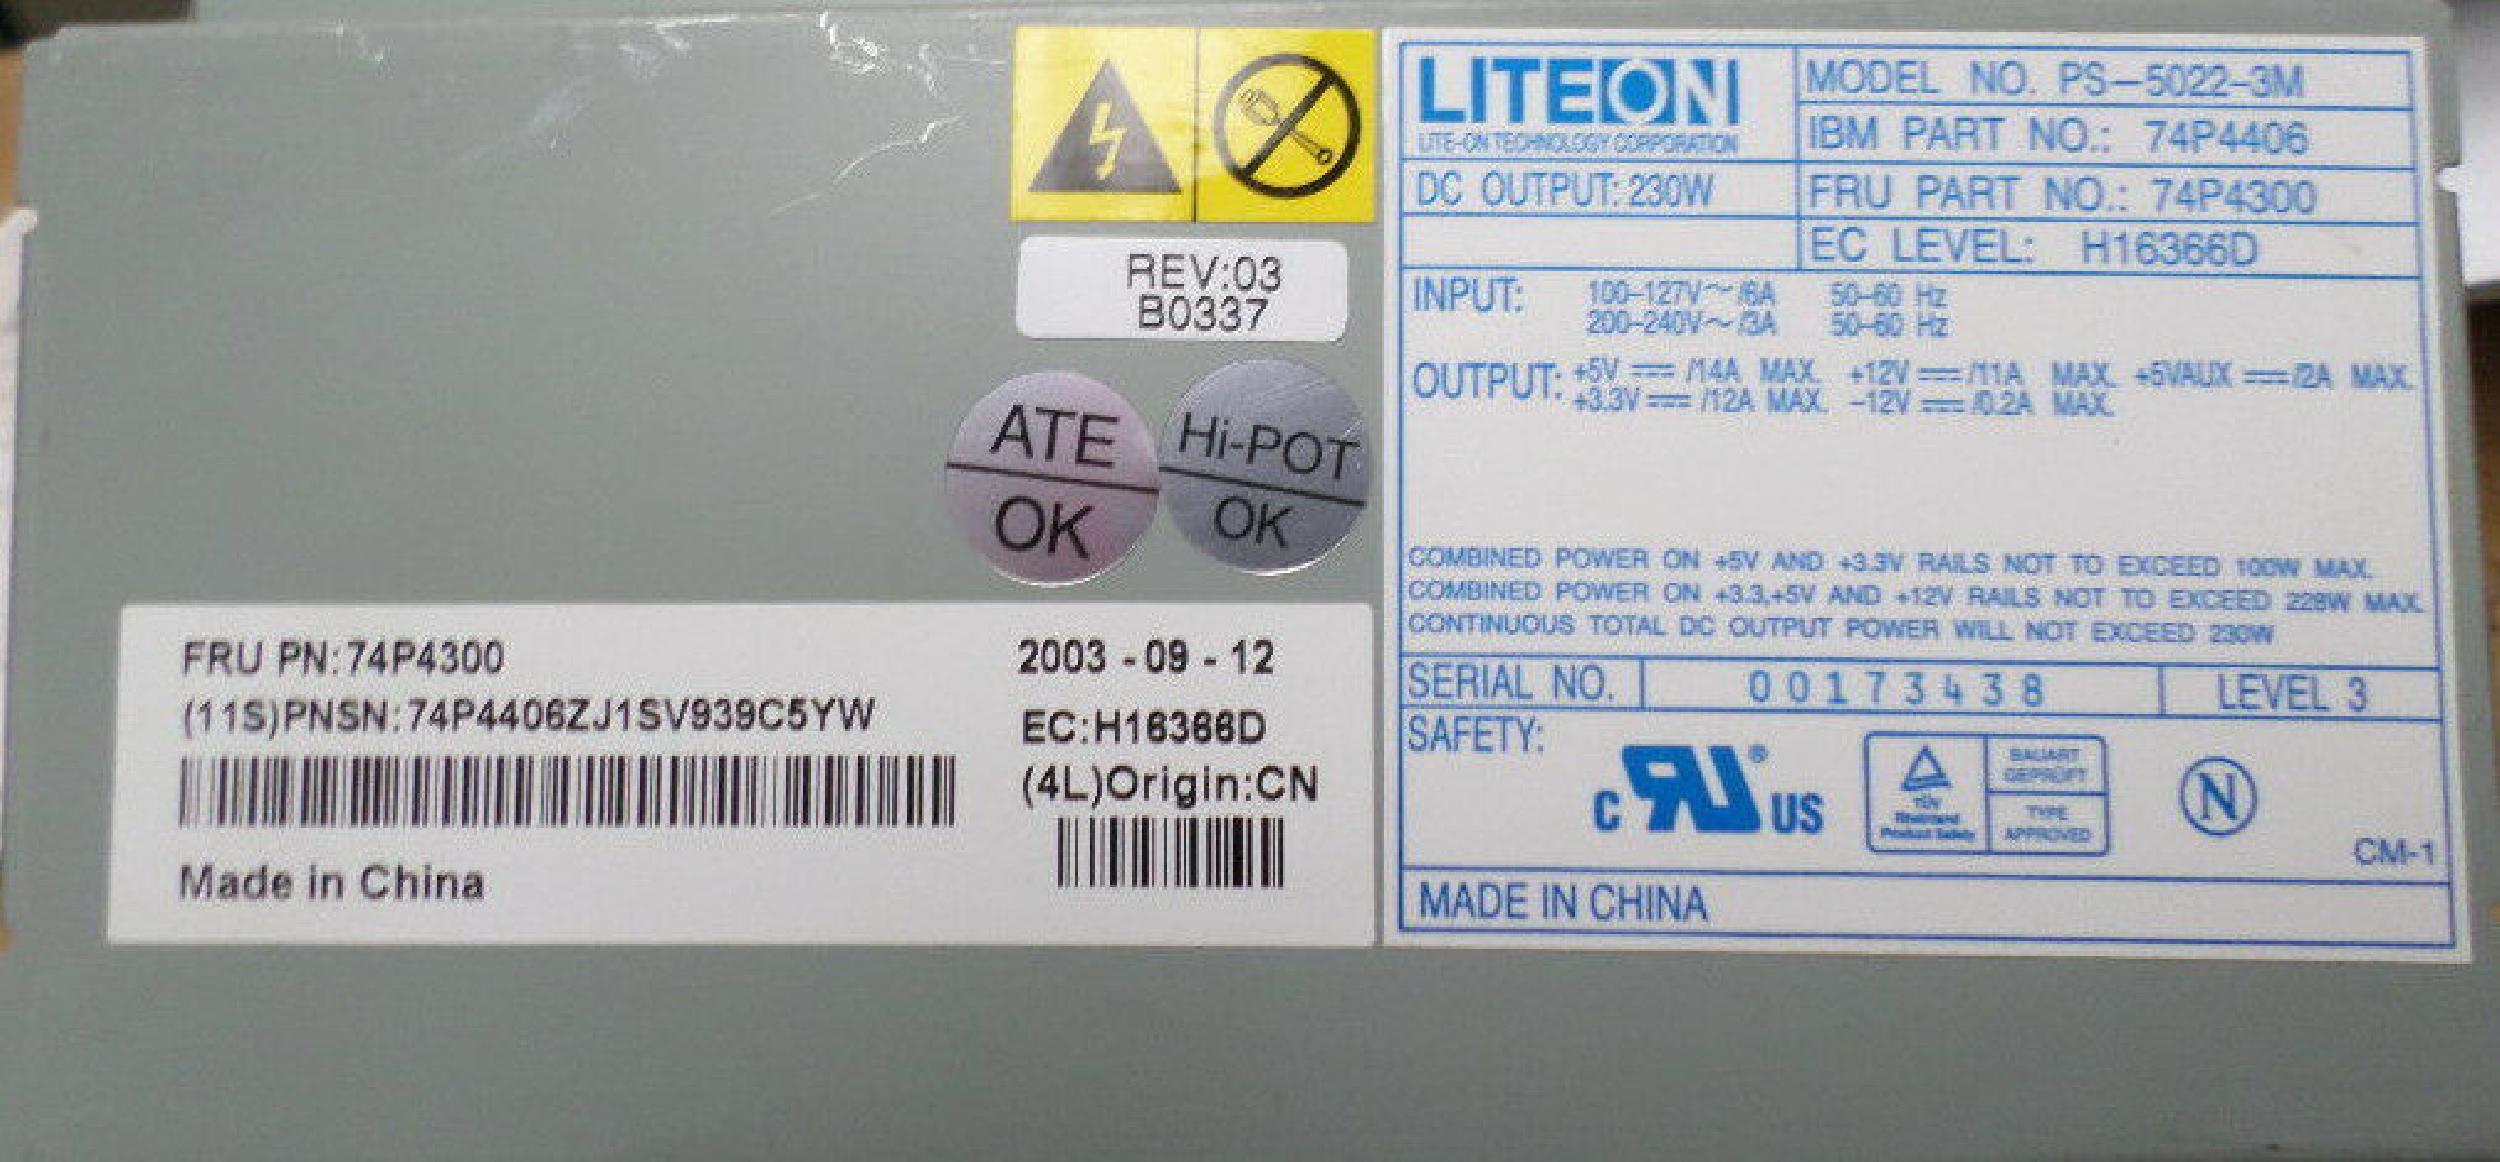 LITEON
LITE-ON TECHNOLOGY CORPORATION
MODEL NO. PS-5022-3M
IBM PART NO.: 74P4406
DC OUTPUT: 230W
FRU PART NO.: 74P4300
EC LEVEL: H16366D
INPUT: 100-127V~/6A 50-60 Hz
200-240V~/3A 50-60 Hz
OUTPUT: +5V ⎓ /14A MAX. +12V ⎓ /11A MAX. +5VAUX ⎓ /2A MAX.
+3.3V ⎓ /12A MAX. -12V ⎓ /0.2A MAX.
COMBINED POWER ON +5V AND +3.3V RAILS NOT TO EXCEED 100W MAX.
COMBINED POWER ON +3.3,+5V AND +12V RAILS NOT TO EXCEED 228W MAX.
CONTINUOUS TOTAL DC OUTPUT POWER WILL NOT EXCEED 230W
SERIAL NO. 00173438 LEVEL 3
SAFETY:
C RU ® US
TÜV
Rheinland
Product Safety
BAUART
GEPRÜFT
TYPE
APPROVED
N
CM-1
MADE IN CHINA
REV:03
B0337
ATE
OK
Hi-POT
OK
FRU PN:74P4300
(11S)PNSN:74P4406ZJ1SV939C5YW
Made in China
2003 - 09 - 12
EC:H16366D
(4L)Origin:CN